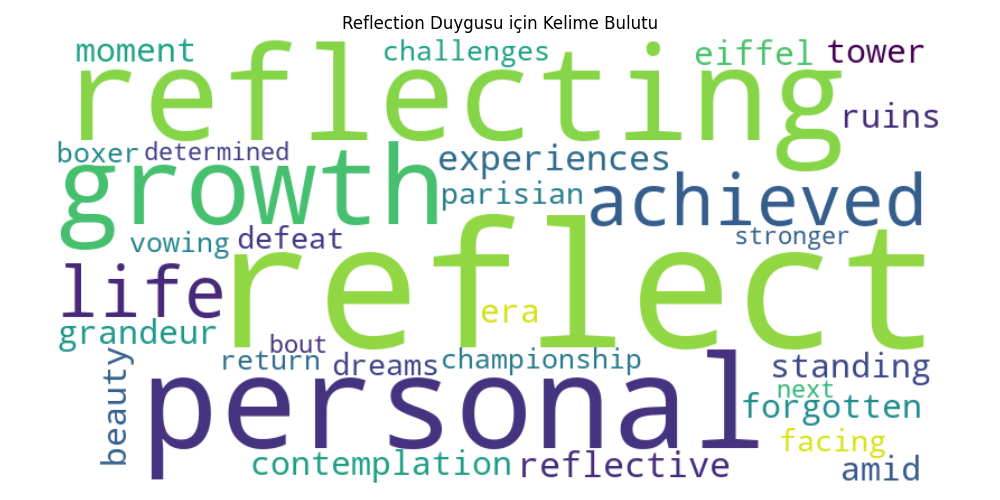 Reflection Duygusu için Kelime Bulutu
moment challenges eiffel tower
reflecting
ruins
boxer determined experiences
growth parisian achieved
vowing defeat stronger
life reflect
era
grandeur
bout
return dreams championship standing
beauty personal next
forgotten
facing
contemplation reflective amid